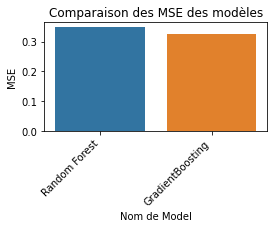 Comparaison des MSE des modèles
MSE
0.3
0.2
0.1
0.0
Random Forest
GradientBoosting
Nom de Model